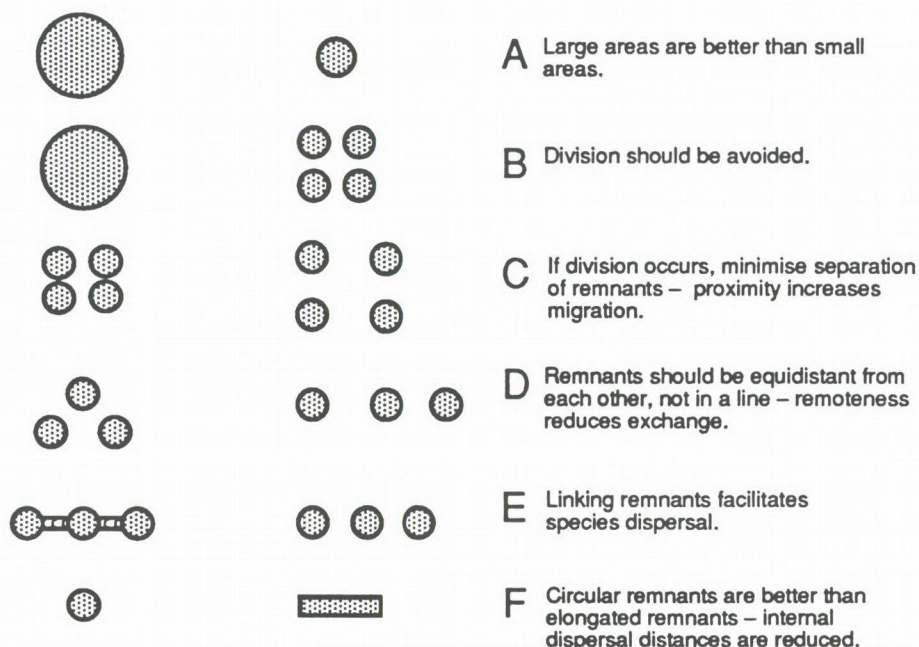 A Large areas are better than small
areas.
B Division should be avoided.
C If division occurs, minimise separation
of remnants – proximity increases
migration.
D Remnants should be equidistant from
each other, not in a line – remoteness
reduces exchange.
E Linking remnants facilitates
species dispersal.
F Circular remnants are better than
elongated remnants – internal
dispersal distances are reduced.